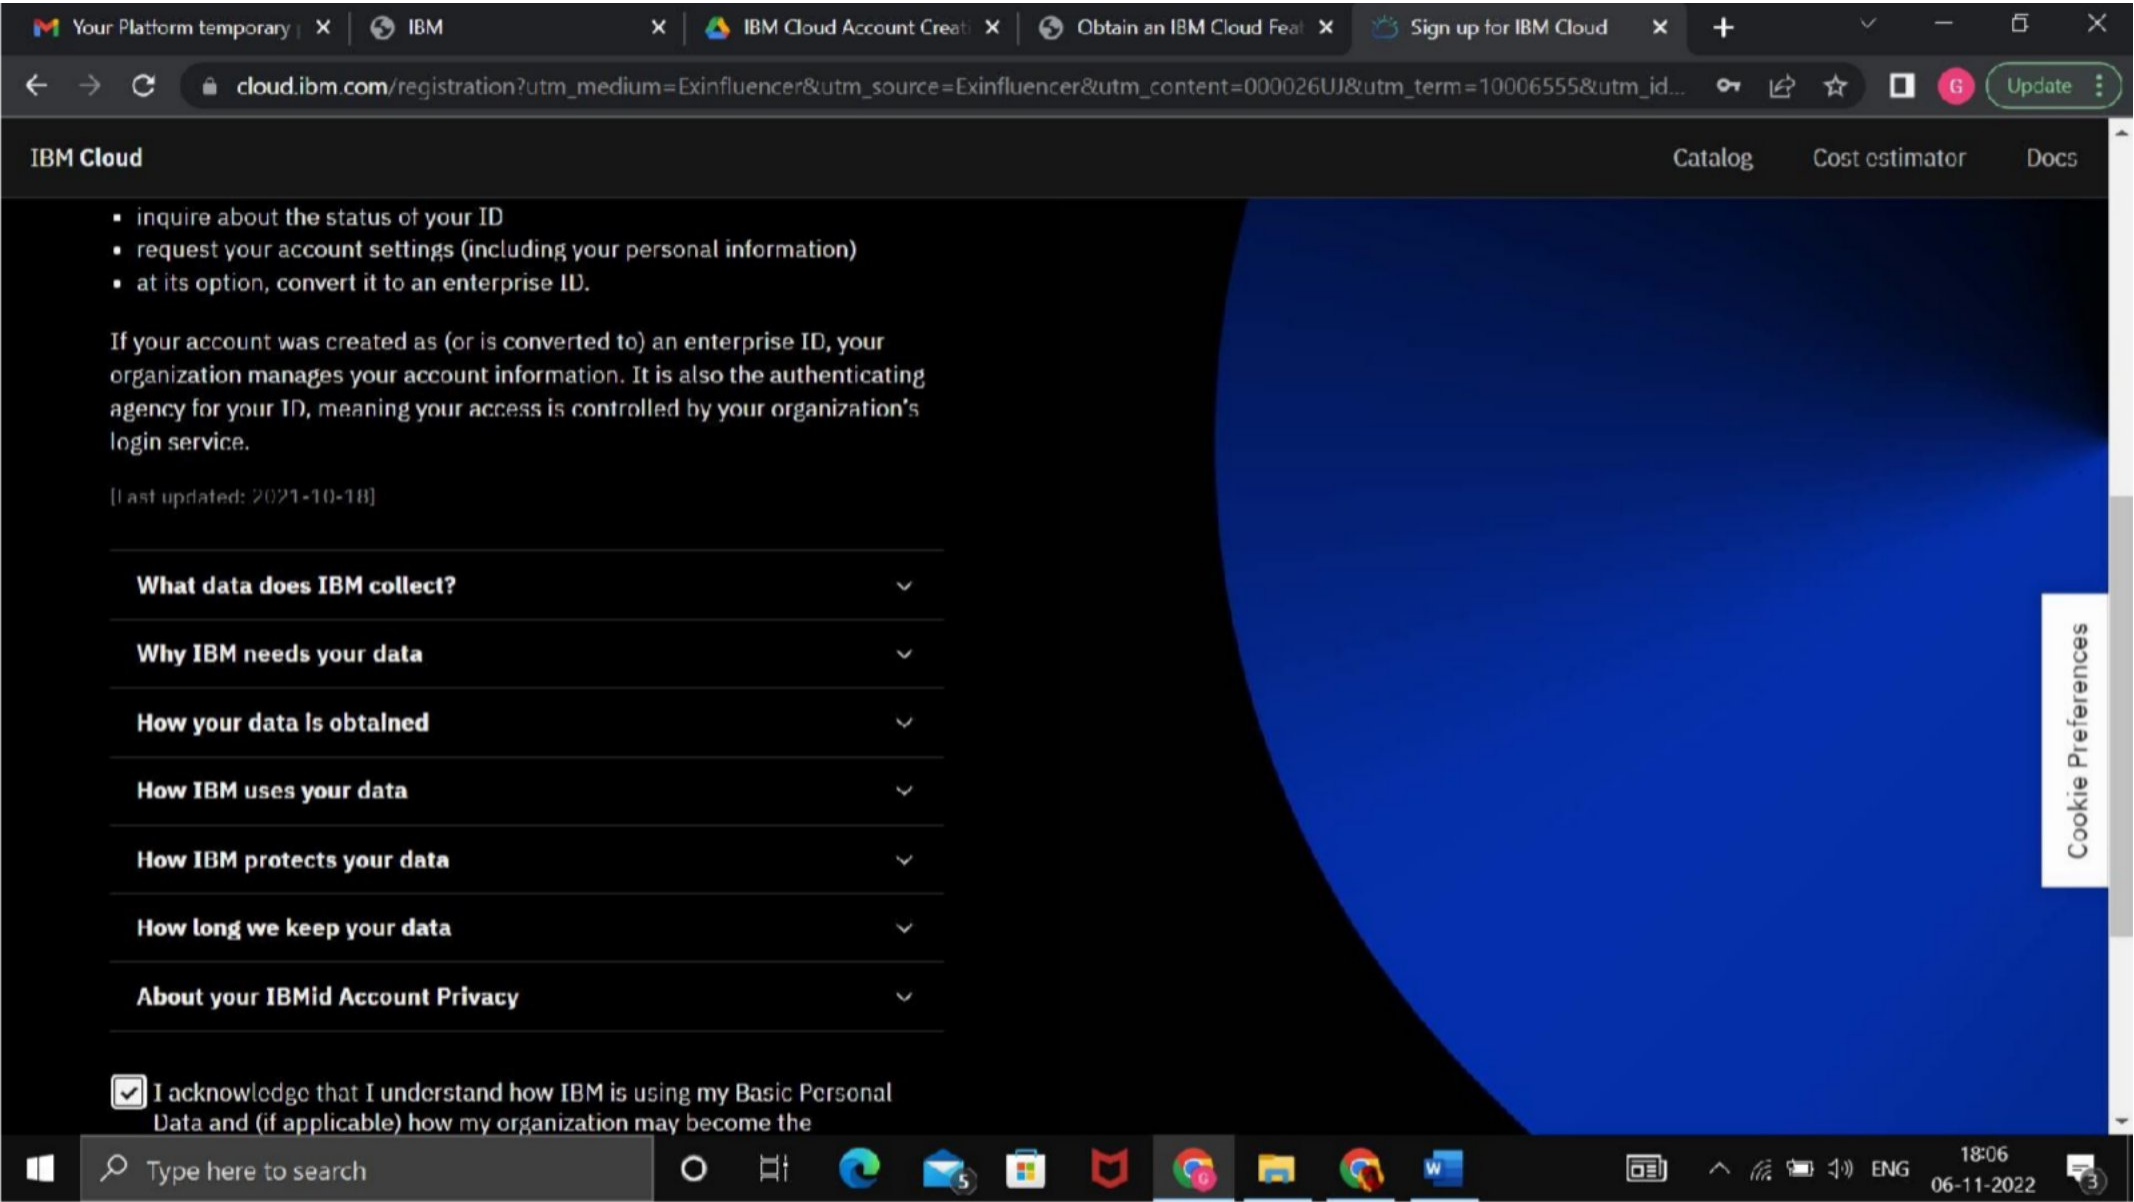 Your Platform temporary
IBM
IBM Cloud Account Creati
Obtain an IBM Cloud Feat
Sign up for IBM Cloud
cloud.ibm.com/registration?utm_medium=Exinfluencer&utm_source=Exinfluencer&utm_content=000026UJ&utm_term=10006555&utm_id...
G
Update
IBM Cloud
Catalog
Cost estimator
Docs
▪ inquire about the status of your ID
▪ request your account settings (including your personal information)
▪ at its option, convert it to an enterprise ID.
If your account was created as (or is converted to) an enterprise ID, your
organization manages your account information. It is also the authenticating
agency for your ID, meaning your access is controlled by your organization's
login service.
[Last updated: 2021-10-18]
What data does IBM collect?
Why IBM needs your data
How your data is obtained
How IBM uses your data
How IBM protects your data
How long we keep your data
About your IBMid Account Privacy
Cookie Preferences
I acknowledge that I understand how IBM is using my Basic Personal
Data and (if applicable) how my organization may become the
Type here to search
5
G
W
ENG
18:06
06-11-2022
3